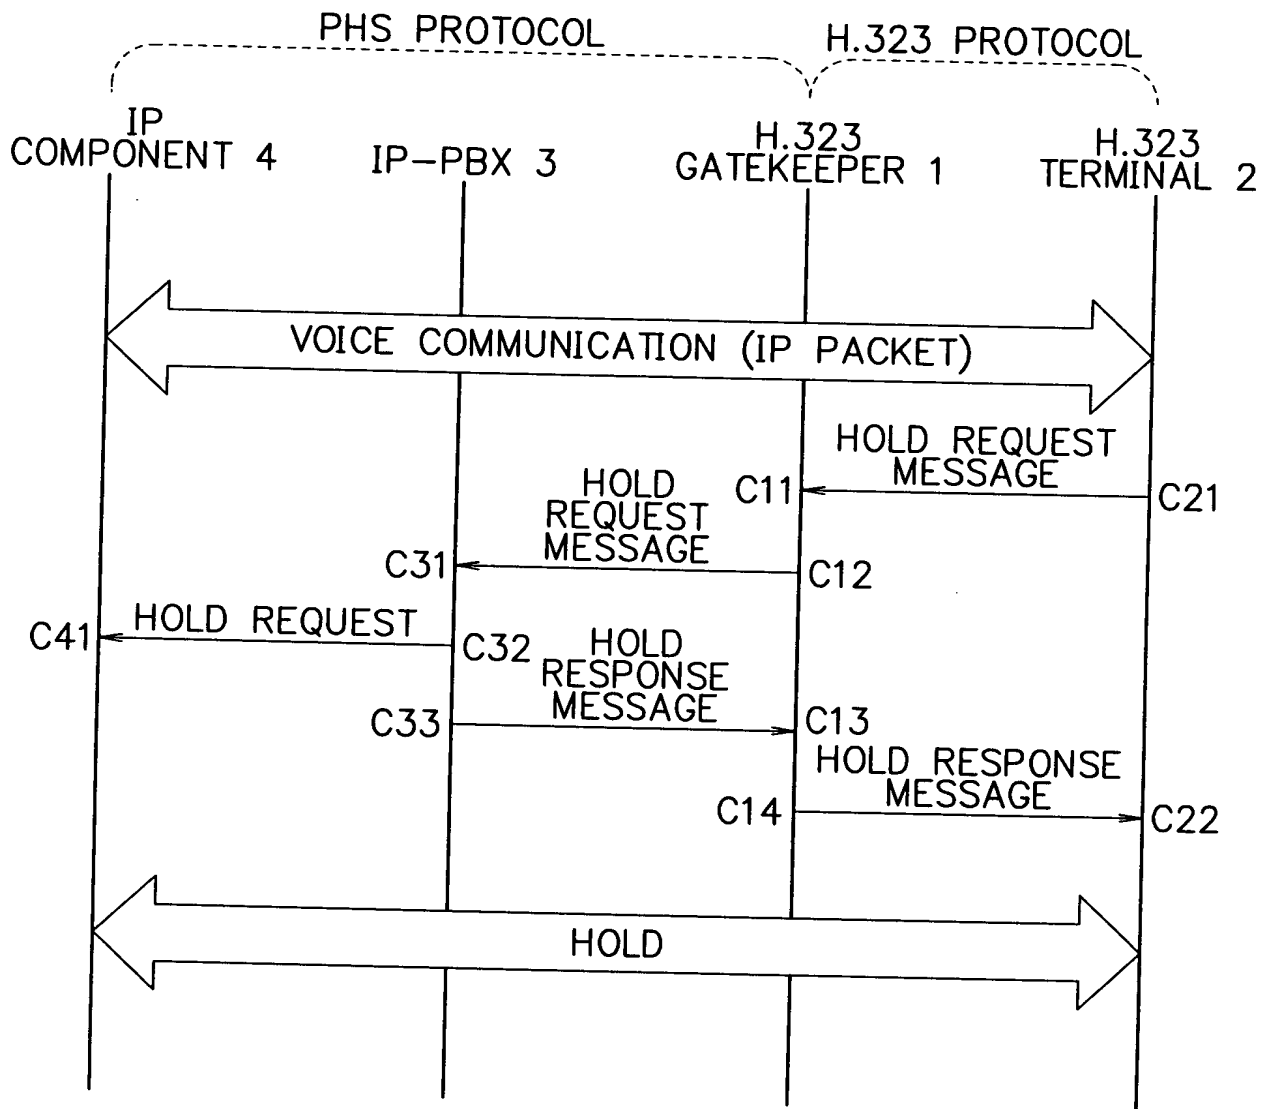 PHS PROTOCOL
H.323 PROTOCOL
IP
COMPONENT 4
IP-PBX 3
H.323
GATEKEEPER 1
H.323
TERMINAL 2
VOICE COMMUNICATION (IP PACKET)
HOLD REQUEST
MESSAGE
C11
C21
HOLD
REQUEST
MESSAGE
C31
C12
HOLD REQUEST
C41
C32
HOLD
RESPONSE
MESSAGE
C33
C13
HOLD RESPONSE
MESSAGE
C14
C22
HOLD